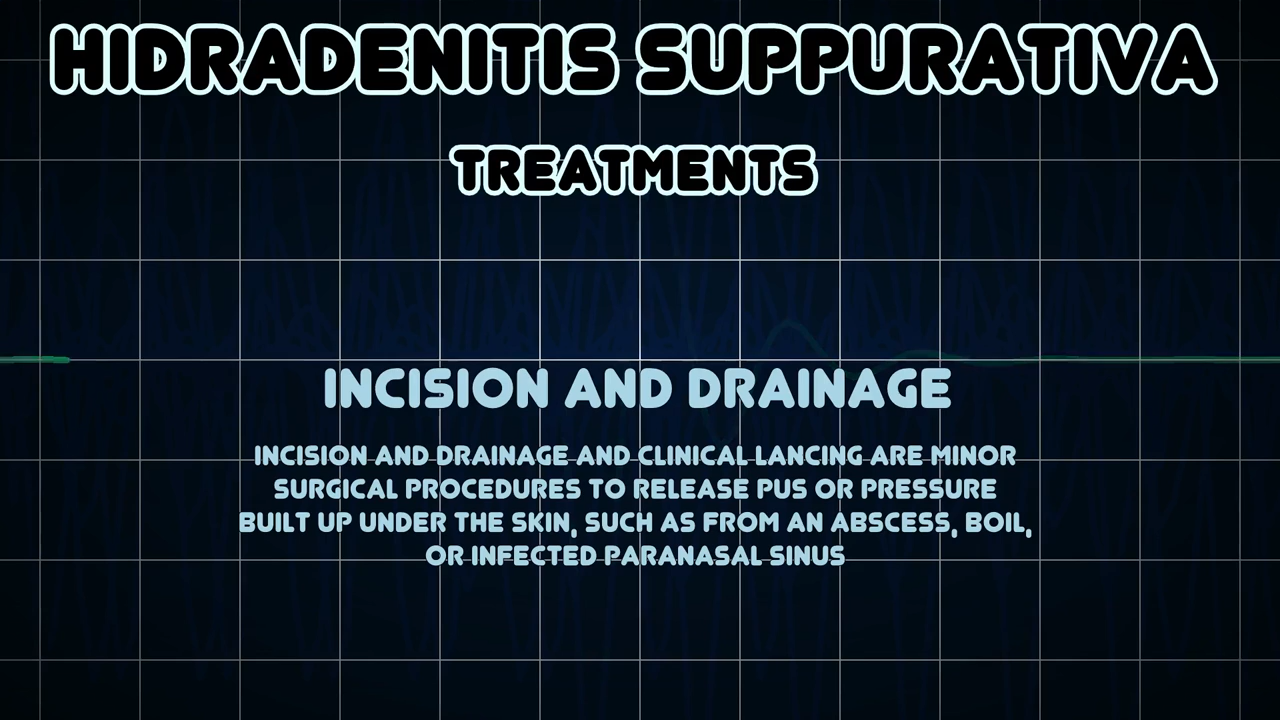 HIDRADENITIS SUPPURATIVA
TREATMENTS
INCISION AND DRAINAGE
INCISION AND DRAINAGE AND CLINICAL LANCING ARE MINOR
SURGICAL PROCEDURES TO RELEASE PUS OR PRESSURE
BUILT UP UNDER THE SKIN, SUCH AS FROM AN ABSCESS, BOIL,
OR INFECTED PARANASAL SINUS